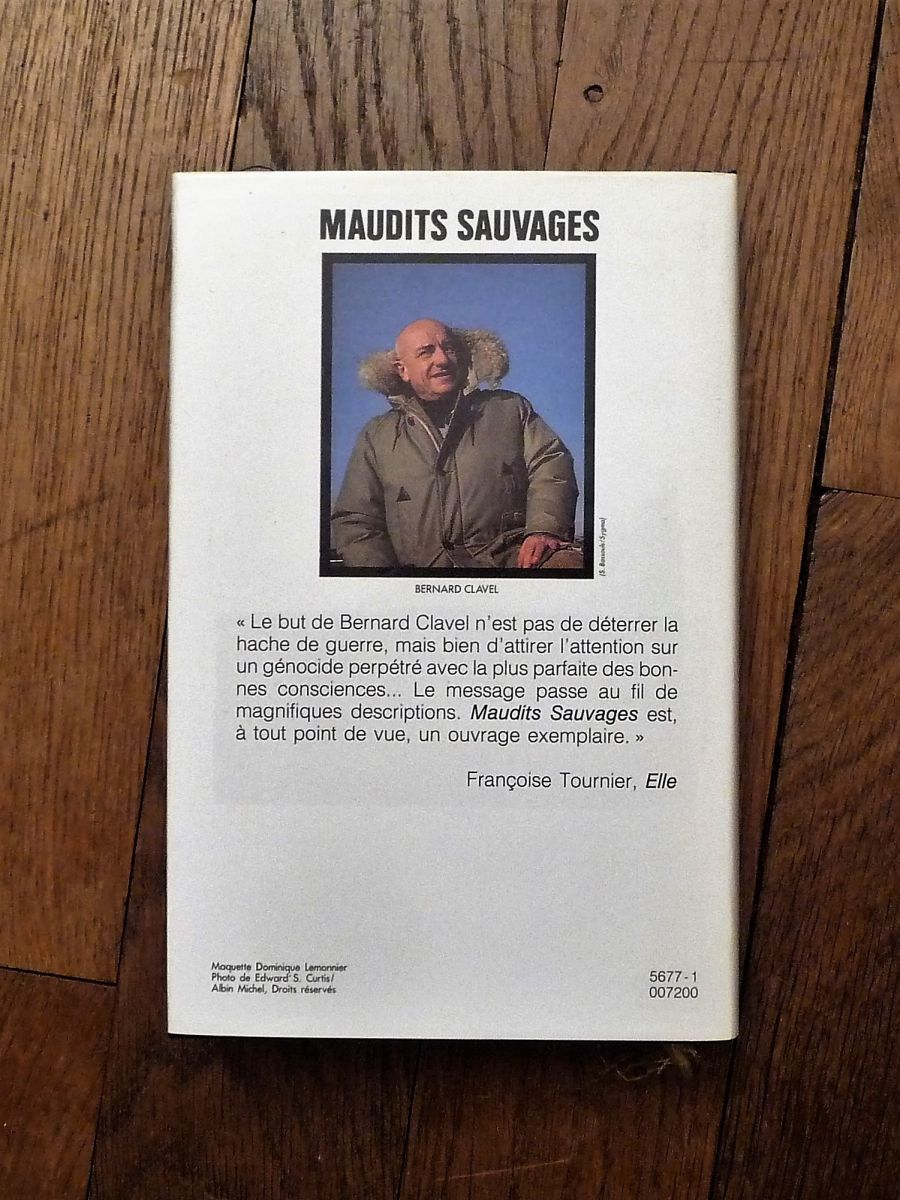 MAUDITS SAUVAGES
(S. Bassouls/Sygma)
BERNARD CLAVEL
« Le but de Bernard Clavel n'est pas de déterrer la
hache de guerre, mais bien d'attirer l'attention sur
un génocide perpétré avec la plus parfaite des bon-
nes consciences... Le message passe au fil de
magnifiques descriptions. Maudits Sauvages est,
à tout point de vue, un ouvrage exemplaire. »
Françoise Tournier, Elle
Maquette Dominique Lemonnier
Photo de Edward S. Curtis/
Albin Michel, Droits réservés
5677-1
007200